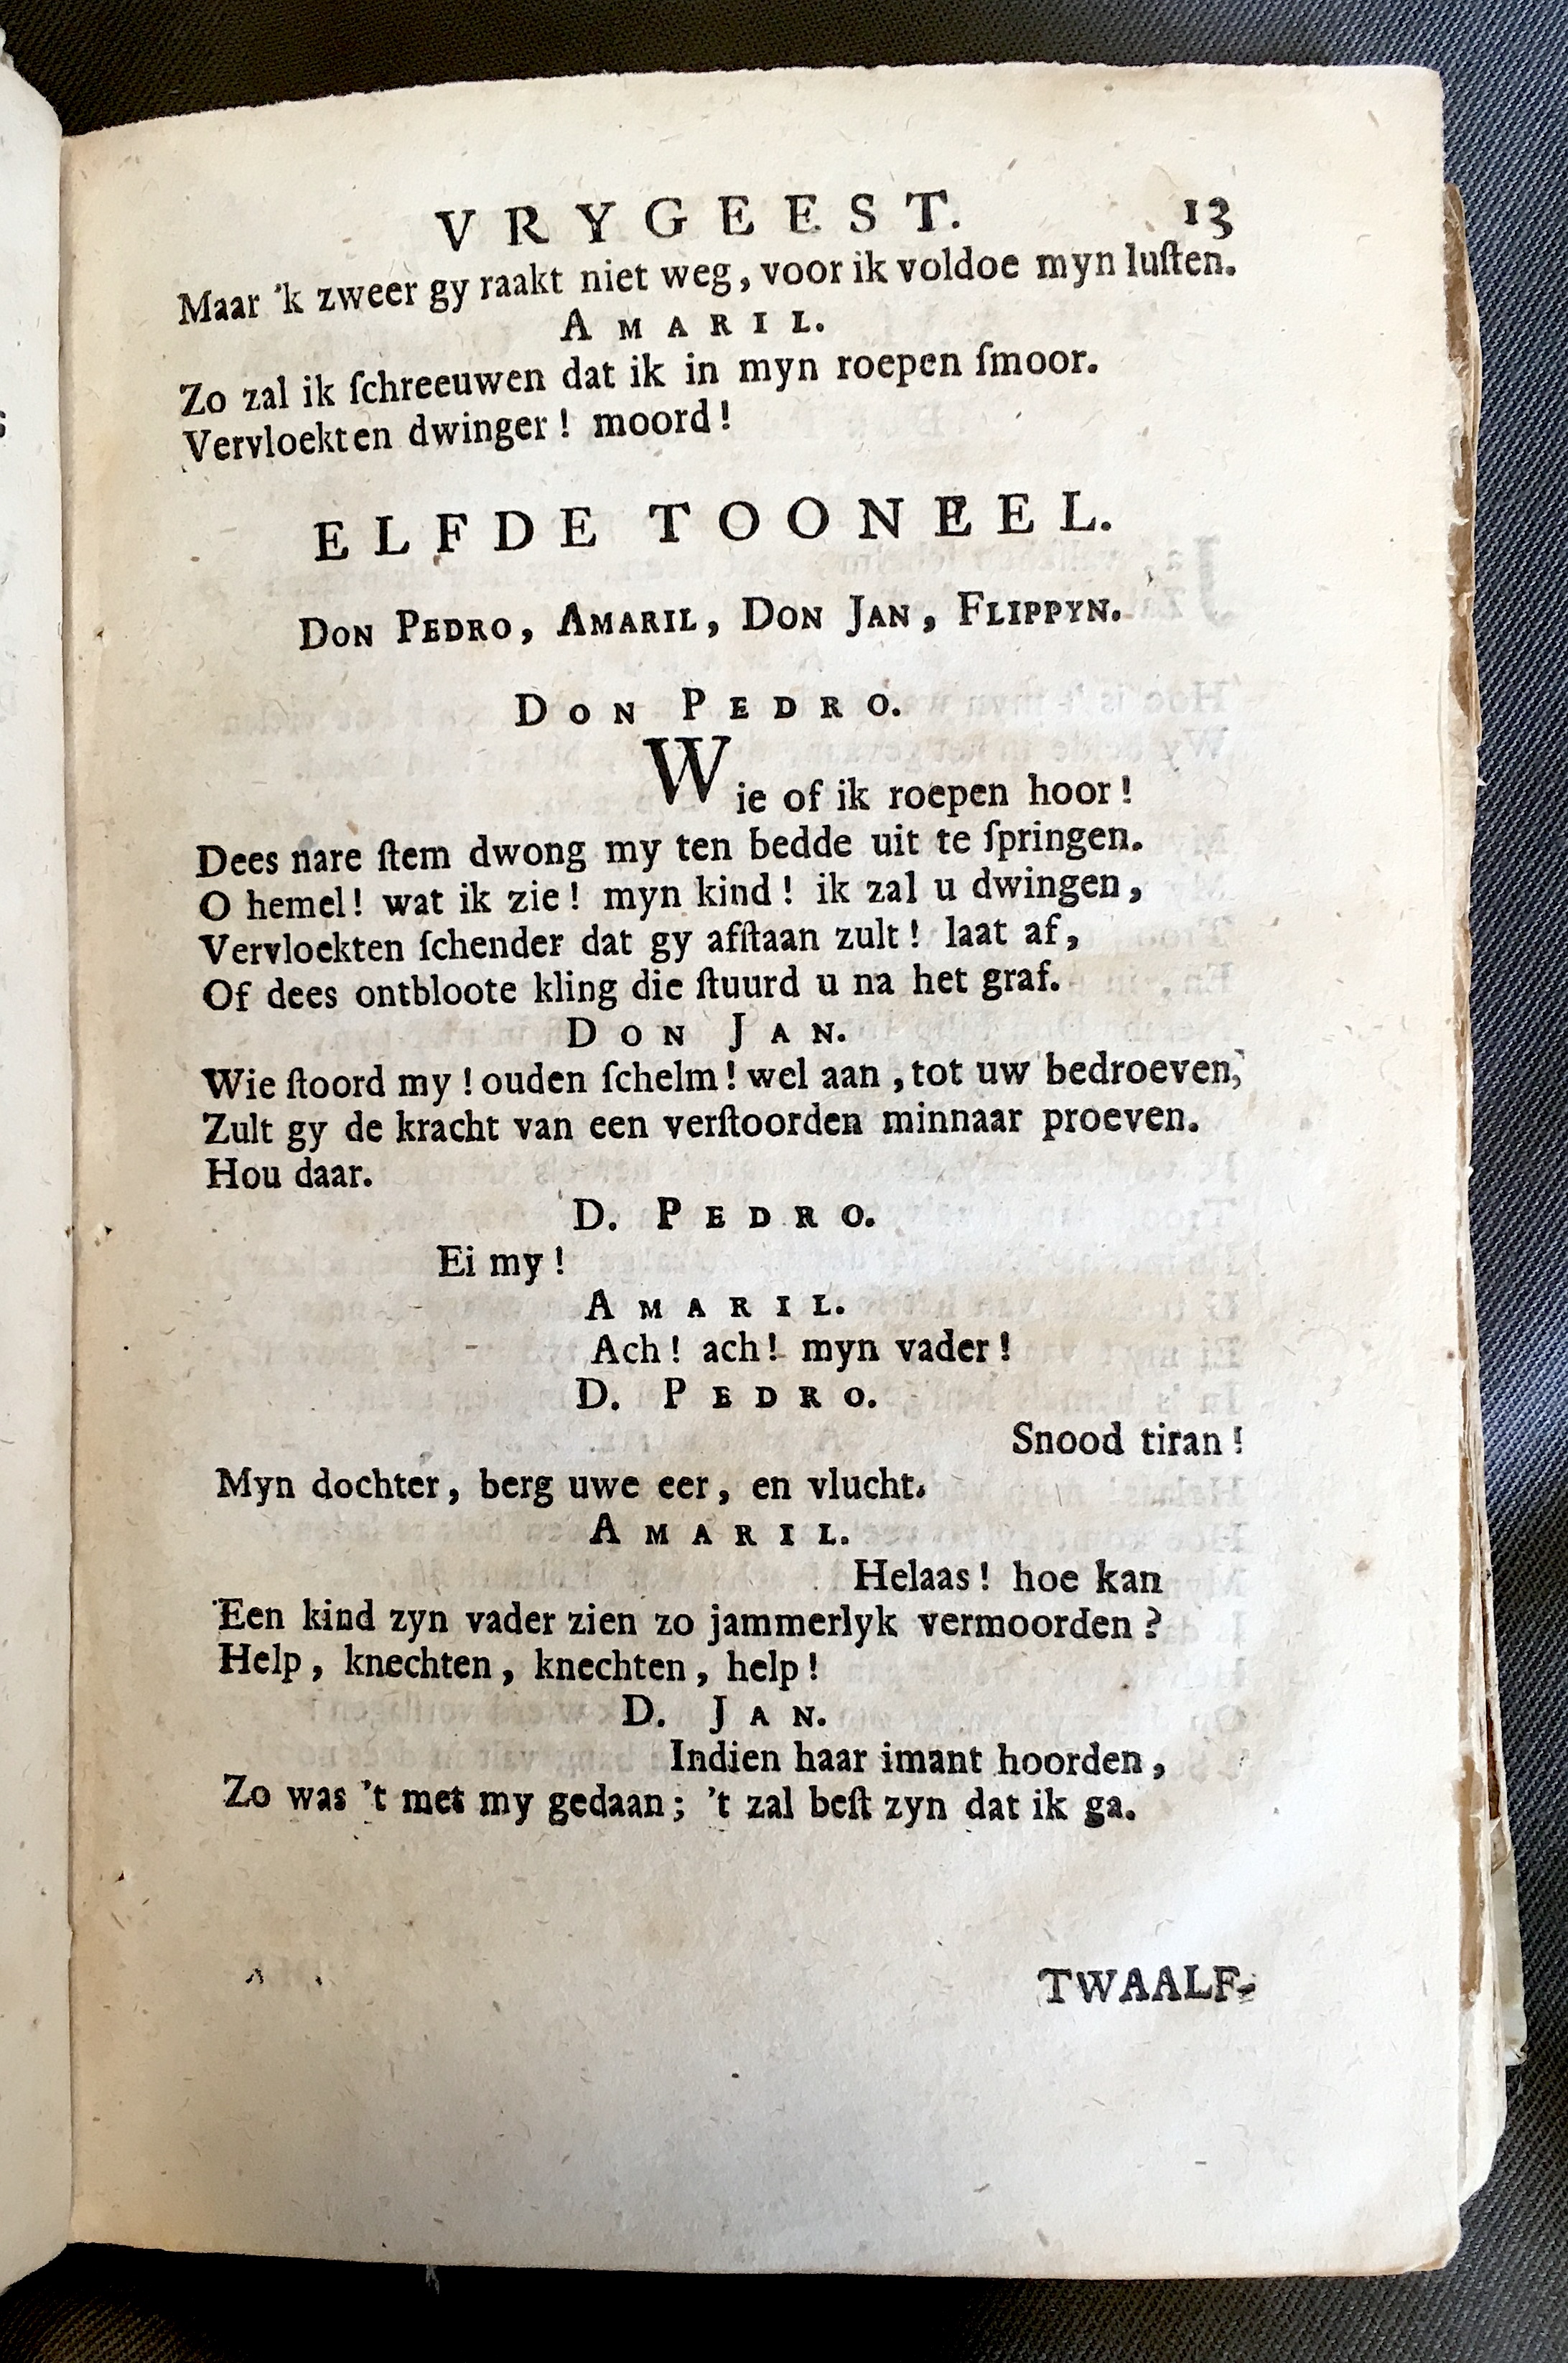 VRYGEEST. 13
Maar 'k zweer gy raakt niet weg, voor ik voldoe myn luſten.
AMARIL.
Zo zal ik ſchreeuwen dat ik in myn roepen ſmoor.
Vervloekten dwinger! moord!
ELFDE TOONEEL.
DON PEDRO, AMARIL, DON JAN, FLIPPYN.
DON PEDRO.
Wie of ik roepen hoor!
Dees nare ſtem dwong my ten bedde uit te ſpringen.
O hemel! wat ik zie! myn kind! ik zal u dwingen,
Vervloekten ſchender dat gy afſtaan zult! laat af,
Of dees ontbloote kling die ſtuurd u na het graf.
DON JAN.
Wie ſtoord my! ouden ſchelm! wel aan, tot uw bedroeven,
Zult gy de kracht van een verſtoorden minnaar proeven.
Hou daar.
D. PEDRO.
Ei my!
AMARIL.
Ach! ach! myn vader!
D. PEDRO.
Snood tiran!
Myn dochter, berg uwe eer, en vlucht.
AMARIL.
Helaas! hoe kan
Een kind zyn vader zien zo jammerlyk vermoorden?
Help, knechten, knechten, help!
D. JAN.
Indien haar imant hoorden,
Zo was 't met my gedaan; 't zal beſt zyn dat ik ga.
TWAALF-